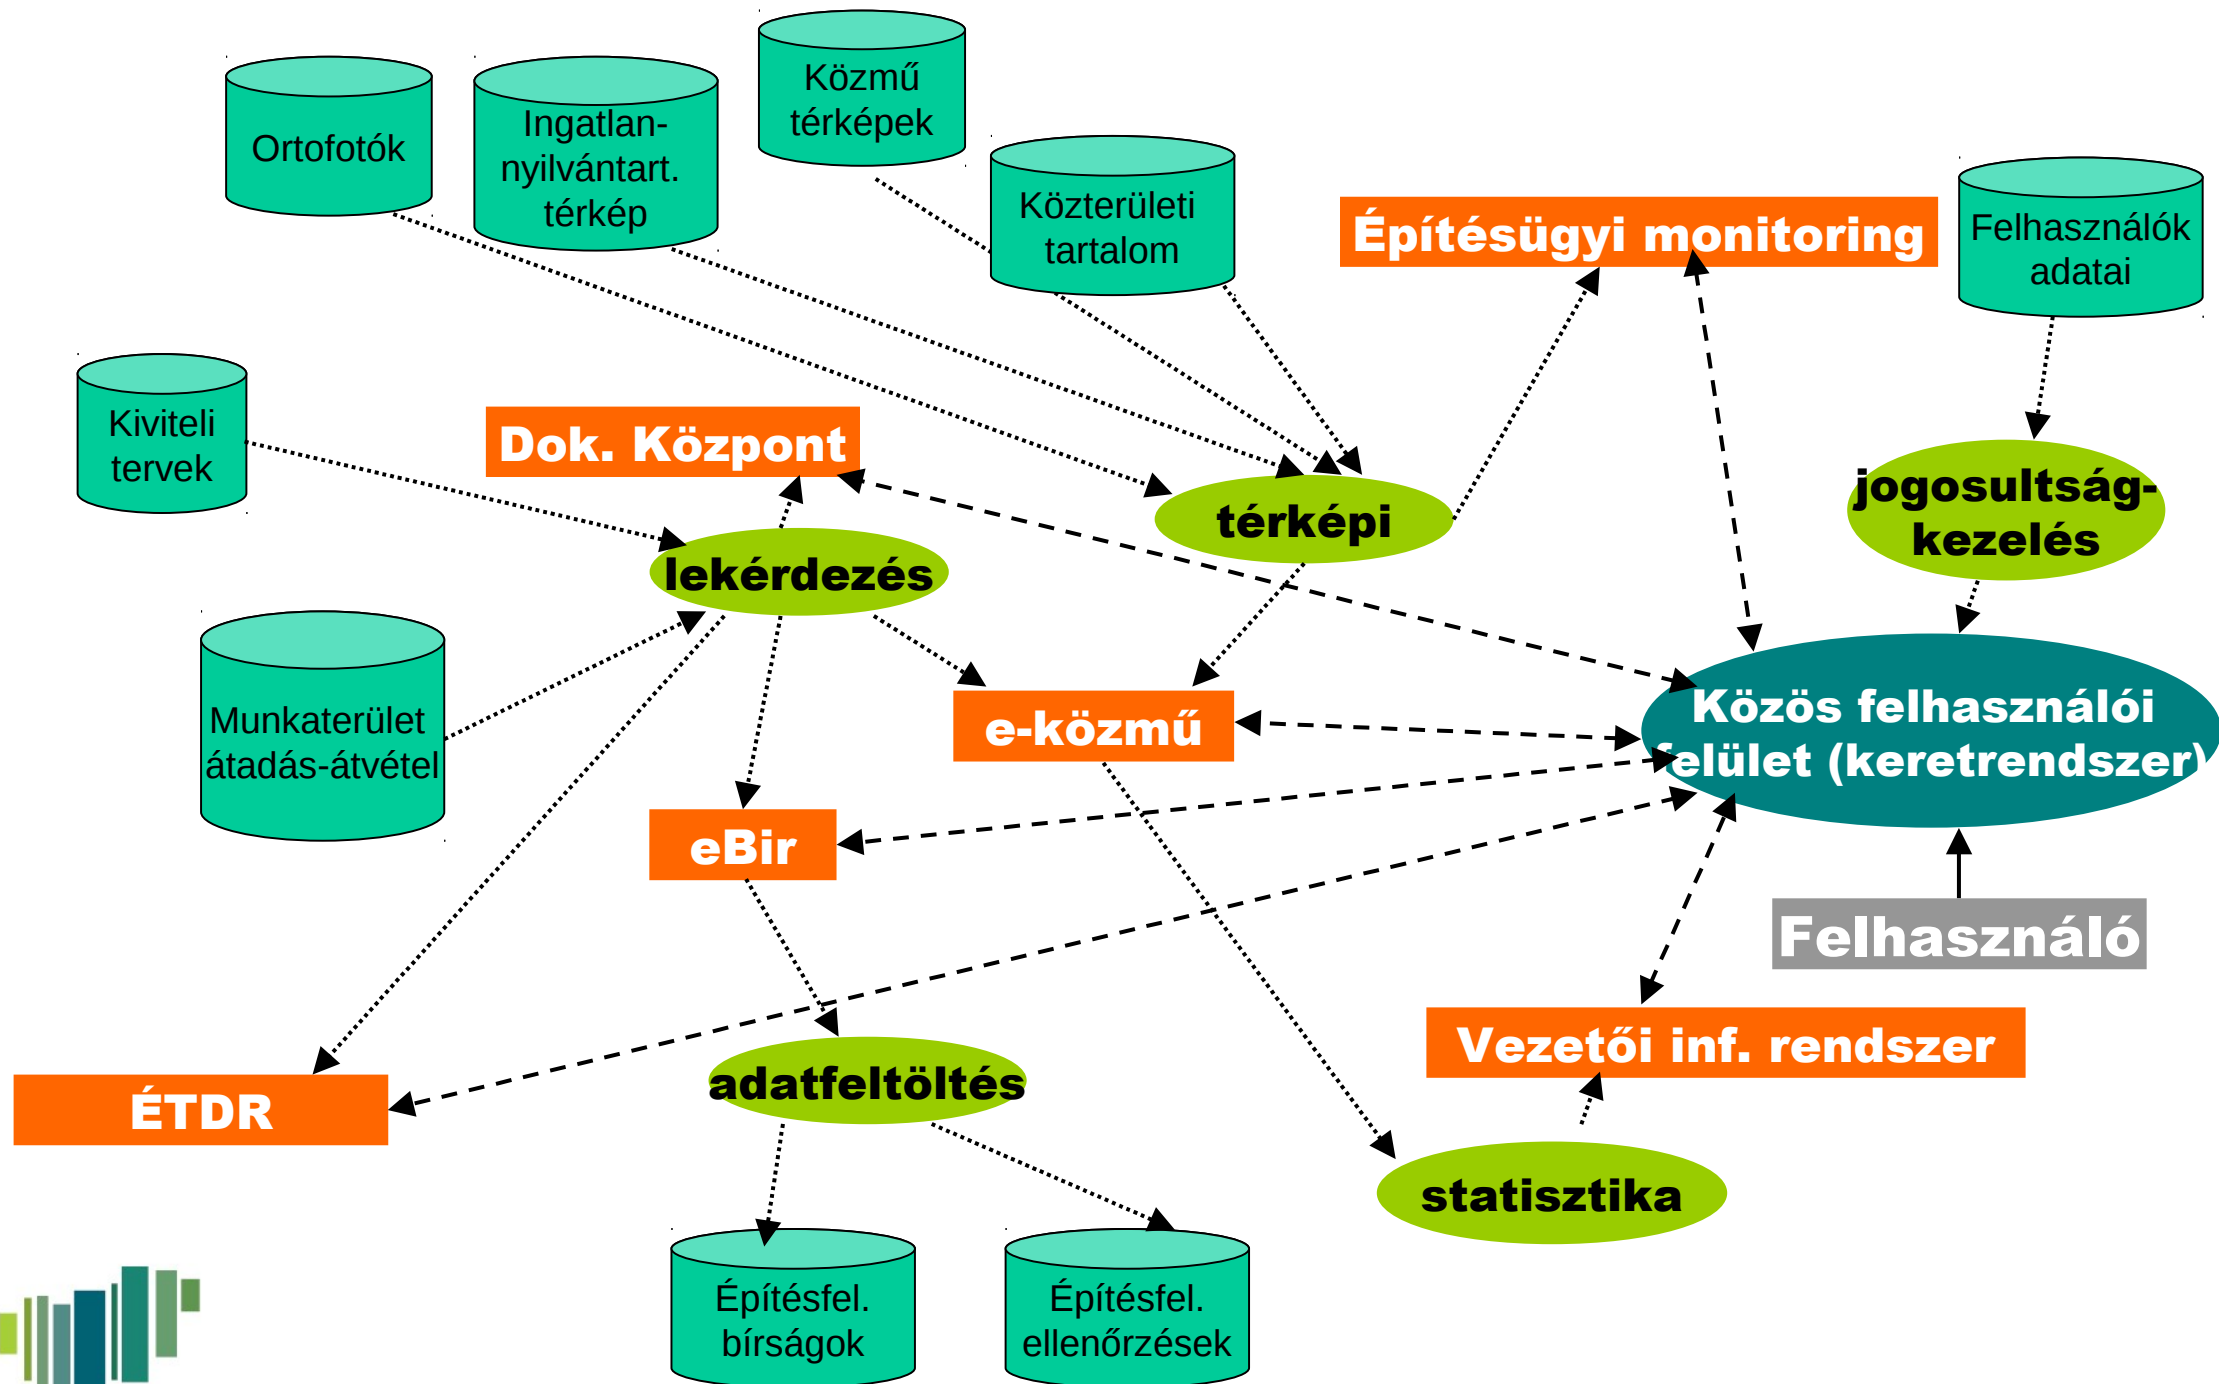 Közmű
térképek
Ortofotók
Ingatlan-
nyilvántart.
térkép
Közterületi
tartalom
Építésügyi monitoring
Felhasználók
adatai
Kiviteli
tervek
Dok. Központ
térképi
jogosultság-
kezelés
lekérdezés
Munkaterület
átadás-átvétel
e-közmű
Közös felhasználói
felület (keretrendszer)
eBir
Felhasználó
Vezetői inf. rendszer
ÉTDR
adatfeltöltés
statisztika
Építésfel.
bírságok
Építésfel.
ellenőrzések